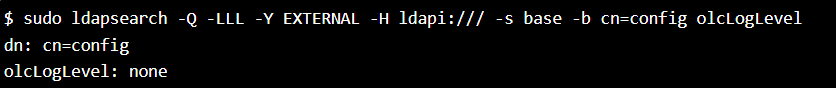 $ sudo ldapsearch -Q -LLL -Y EXTERNAL -H ldapi:/// -s base -b cn=config olcLogLevel
dn: cn=config
olcLogLevel: none